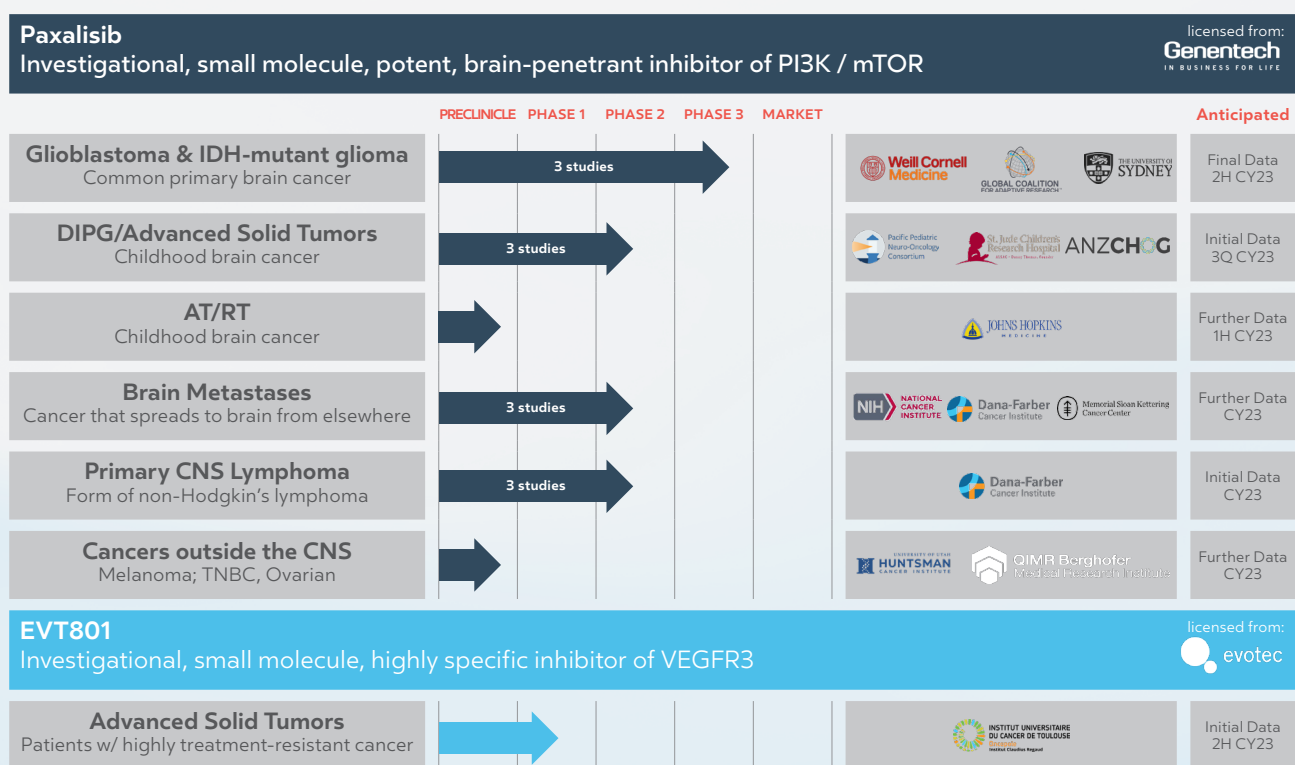 Paxalisib
Investigational, small molecule, potent, brain-penetrant inhibitor of PI3K / mTOR
licensed from:
Genentech
IN BUSINESS FOR LIFE
PRECLINICLE PHASE 1 PHASE 2 PHASE 3 MARKET
Anticipated
Glioblastoma & IDH-mutant glioma
Common primary brain cancer
3 studies
Weill Cornell
Medicine
GLOBAL COALITION
FOR ADAPTIVE RESEARCH
THE UNIVERSITY OF
SYDNEY
Final Data
2H CY23
DIPG/Advanced Solid Tumors
Childhood brain cancer
3 studies
Pacific Pediatric
Neuro-Oncology
Consortium
St. Jude Children's
Research Hospital
ANZCHOG
Initial Data
3Q CY23
AT/RT
Childhood brain cancer
JOHNS HOPKINS
MEDICINE
Further Data
1H CY23
Brain Metastases
Cancer that spreads to brain from elsewhere
3 studies
NIH
NATIONAL
CANCER
INSTITUTE
Dana-Farber
Cancer Institute
Memorial Sloan Kettering
Cancer Center
Further Data
CY23
Primary CNS Lymphoma
Form of non-Hodgkin's lymphoma
3 studies
Dana-Farber
Cancer Institute
Initial Data
CY23
Cancers outside the CNS
Melanoma; TNBC, Ovarian
UNIVERSITY OF UTAH
HUNTSMAN
CANCER INSTITUTE
QIMR Berghofer
Medical Research Institute
Further Data
CY23
EVT801
Investigational, small molecule, highly specific inhibitor of VEGFR3
licensed from:
evotec
Advanced Solid Tumors
Patients w/ highly treatment-resistant cancer
INSTITUT UNIVERSITAIRE
DU CANCER DE TOULOUSE
Institut Claudius Regaud
Initial Data
2H CY23